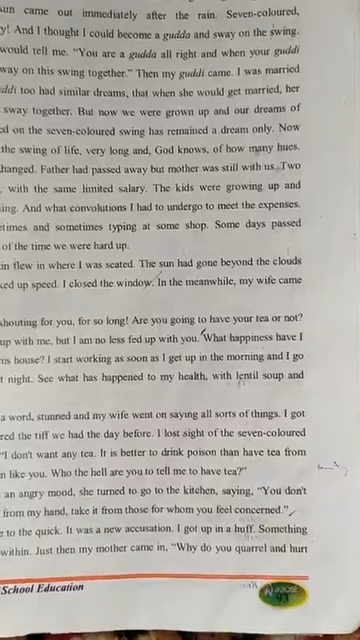 sun came out immediately after the rain. Seven-coloured,
y! And I thought I could become a gudda and sway on the swing.
would tell me. "You are a gudda all right and when your guddi
way on this swing together." Then my guddi came. I was married
ddi too had similar dreams, that when she would get married, her
sway together. But now we were grown up and our dreams of
ed on the seven-coloured swing has remained a dream only. Now
the swing of life, very long and, God knows, of how many hues.
hanged. Father had passed away but mother was still with us. Two
, with the same limited salary. The kids were growing up and
ing. And what convolutions I had to undergo to meet the expenses.
etimes and sometimes typing at some shop. Some days passed
of the time we were hard up.
in flew in where I was seated. The sun had gone beyond the clouds
ked up speed. I closed the window. In the meanwhile, my wife came
shouting for you, for so long! Are you going to have your tea or not?
up with me, but I am no less fed up with you. What happiness have I
us house? I start working as soon as I get up in the morning and I go
t night. See what has happened to my health, with lentil soup and
a word, stunned and my wife went on saying all sorts of things. I got
red the tiff we had the day before. I lost sight of the seven-coloured
"I don't want any tea. It is better to drink poison than have tea from
n like you. Who the hell are you to tell me to have tea?"
an angry mood, she turned to go to the kitchen, saying, "You don't
from my hand, take it from those for whom you feel concerned."
e to the quick. It was a new accusation. I got up in a huff. Something
within. Just then my mother came in, "Why do you quarrel and hurt
School Education